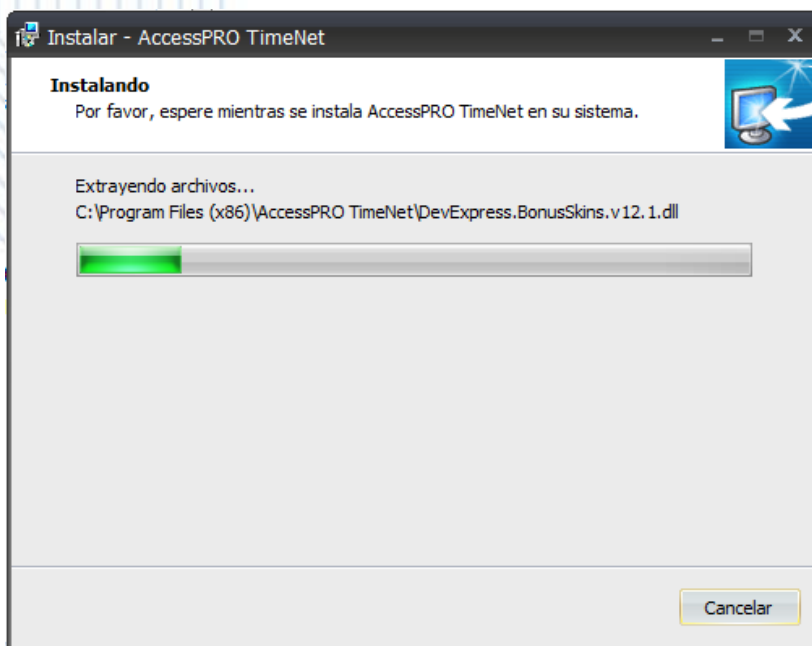 Instalar - AccessPRO TimeNet
Instalando
Por favor, espere mientras se instala AccessPRO TimeNet en su sistema.
Extrayendo archivos...
C:\Program Files (x86)\AccessPRO TimeNet\DevExpress.BonusSkins.v12.1.dll
Cancelar